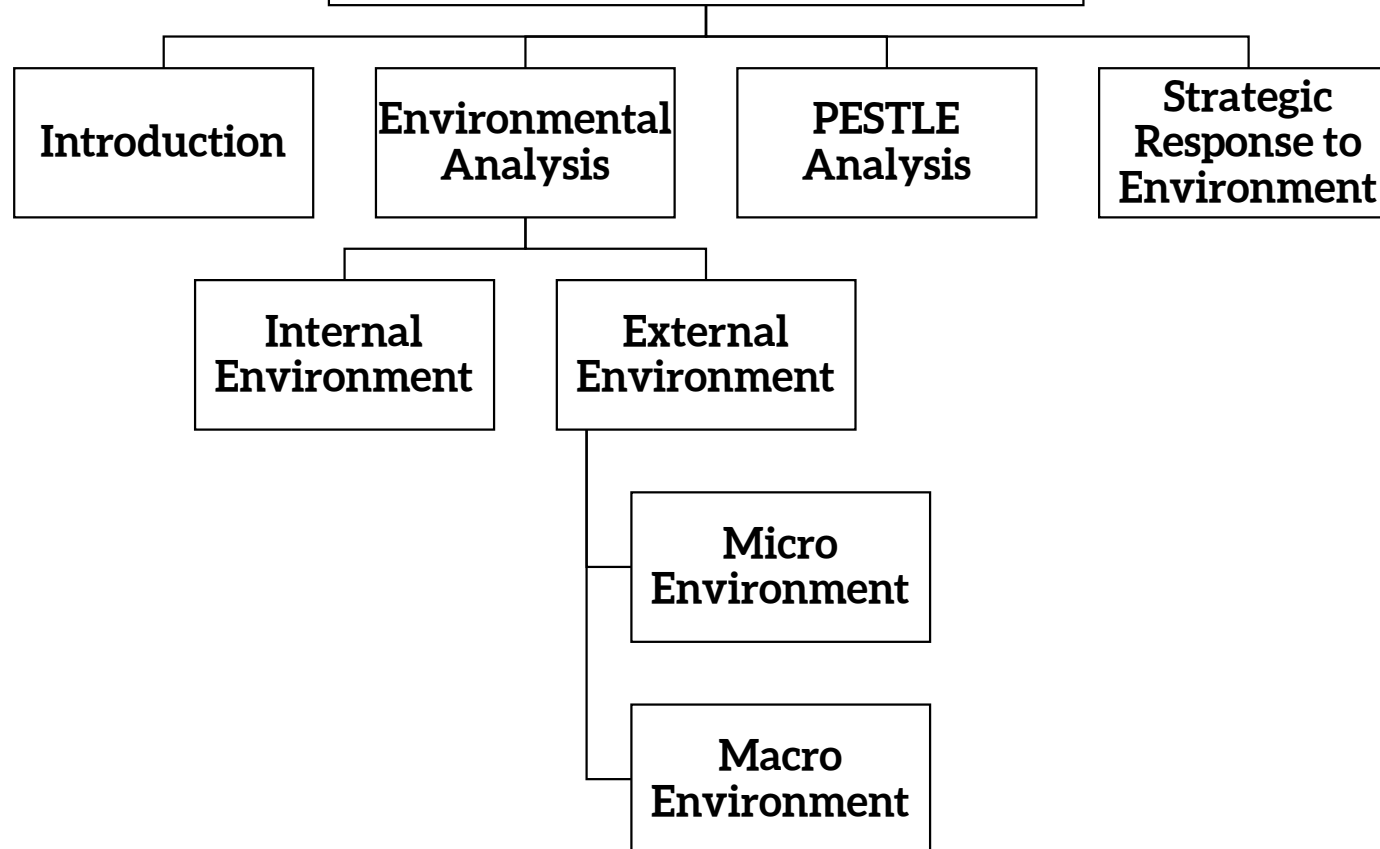 Introduction
Environmental
Analysis
PESTLE
Analysis
Strategic
Response to
Environment
Internal
Environment
External
Environment
Micro
Environment
Macro
Environment